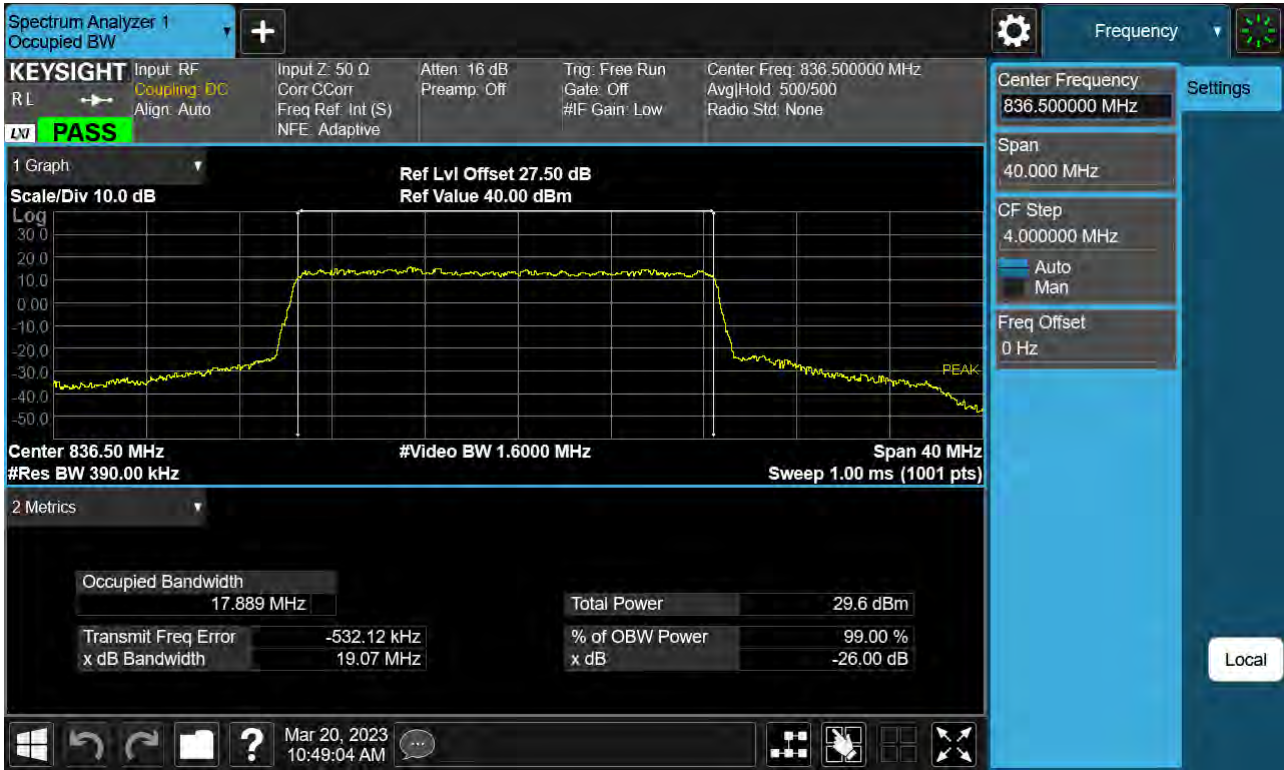 Spectrum Analyzer 1
Occupied BW
+
Frequency
KEYSIGHT
RL
LXI
PASS
Input: RF
Coupling: DC
Align: Auto
Input Z: 50 Ω
Corr CCorr
Freq Ref: Int (S)
NFE: Adaptive
Atten: 16 dB
Preamp: Off
Trig: Free Run
Gate: Off
#IF Gain: Low
Center Freq: 836.500000 MHz
Avg|Hold: 500/500
Radio Std: None
Center Frequency
836.500000 MHz
Settings
Span
40.000 MHz
CF Step
4.000000 MHz
Auto
Man
Freq Offset
0 Hz
Local
1 Graph
Scale/Div 10.0 dB
Ref Lvl Offset 27.50 dB
Ref Value 40.00 dBm
Log
30.0
20.0
10.0
0.00
-10.0
-20.0
-30.0
-40.0
-50.0
PEAK
Center 836.50 MHz
#Video BW 1.6000 MHz
Span 40 MHz
#Res BW 390.00 kHz
Sweep 1.00 ms (1001 pts)
2 Metrics
Occupied Bandwidth
17.889 MHz
Total Power 29.6 dBm
Transmit Freq Error -532.12 kHz
% of OBW Power 99.00 %
x dB Bandwidth 19.07 MHz
x dB -26.00 dB
?
Mar 20, 2023
10:49:04 AM